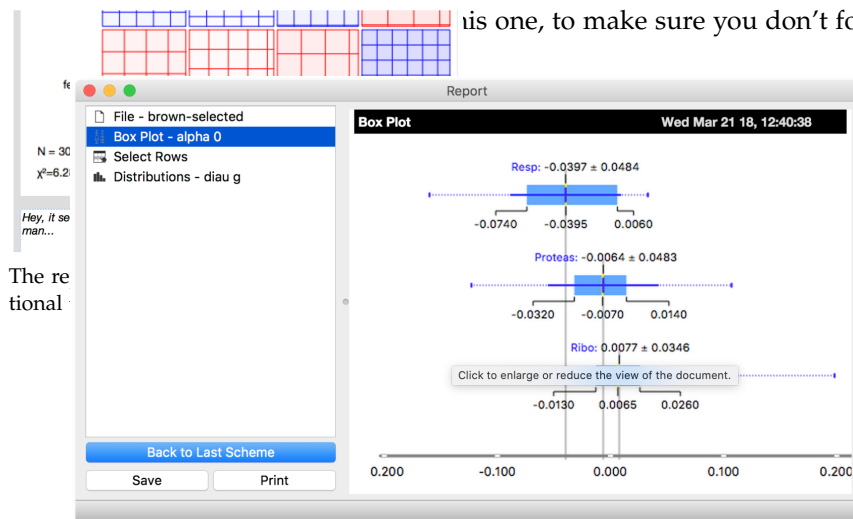 his one, to make sure you don't fo
fe
N = 30
χ²=6.28
Hey, it se
man...
The re
tional
Report
File - brown-selected
Box Plot - alpha 0
Select Rows
Distributions - diau g
Back to Last Scheme
Save
Print
Box Plot
Wed Mar 21 18, 12:40:38
Resp: -0.0397 ± 0.0484
-0.0740 -0.0395 0.0060
Proteas: -0.0064 ± 0.0483
-0.0320 -0.0070 0.0140
Ribo: 0.0077 ± 0.0346
Click to enlarge or reduce the view of the document.
-0.0130 0.0065 0.0260
0.200 -0.100 0.000 0.100 0.200